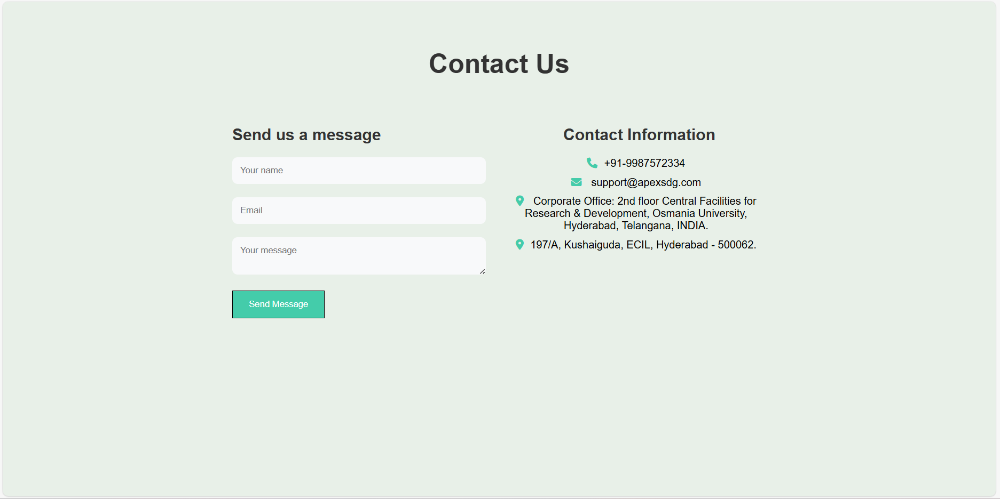 Contact Us
Send us a message
Your name
Email
Your message
Send Message
Contact Information
+91-9987572334
support@apexsdg.com
Corporate Office: 2nd floor Central Facilities for
Research & Development, Osmania University,
Hyderabad, Telangana, INDIA.
197/A, Kushaiguda, ECIL, Hyderabad - 500062.